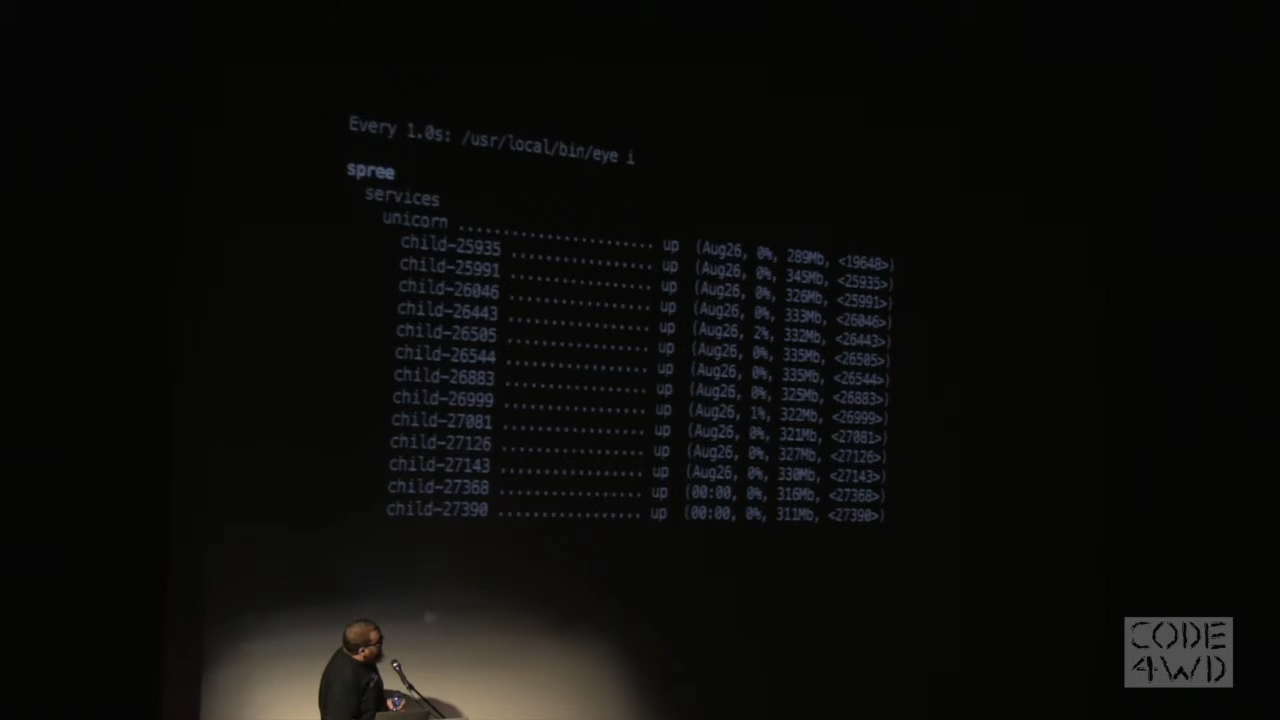 Every 1.0s: /usr/local/bin/eye i
spree
services
unicorn ...................... up (Aug26, 0%, 289Mb, <19648>)
child-25935 ................ up (Aug26, 0%, 345Mb, <25935>)
child-25991 ................ up (Aug26, 0%, 326Mb, <25991>)
child-26046 ................ up (Aug26, 0%, 333Mb, <26046>)
child-26443 ................ up (Aug26, 2%, 332Mb, <26443>)
child-26505 ................ up (Aug26, 0%, 335Mb, <26505>)
child-26544 ................ up (Aug26, 0%, 335Mb, <26544>)
child-26883 ................ up (Aug26, 0%, 325Mb, <26883>)
child-26999 ................ up (Aug26, 1%, 322Mb, <26999>)
child-27081 ................ up (Aug26, 0%, 321Mb, <27081>)
child-27126 ................ up (Aug26, 0%, 327Mb, <27126>)
child-27143 ................ up (Aug26, 0%, 330Mb, <27143>)
child-27368 ................ up (00:00, 0%, 316Mb, <27368>)
child-27390 ................ up (00:00, 0%, 311Mb, <27390>)
CODE
4WD